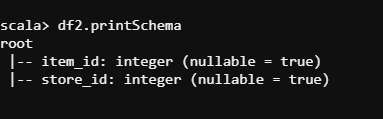 scala> df2.printSchema
root
 |-- item_id: integer (nullable = true)
 |-- store_id: integer (nullable = true)